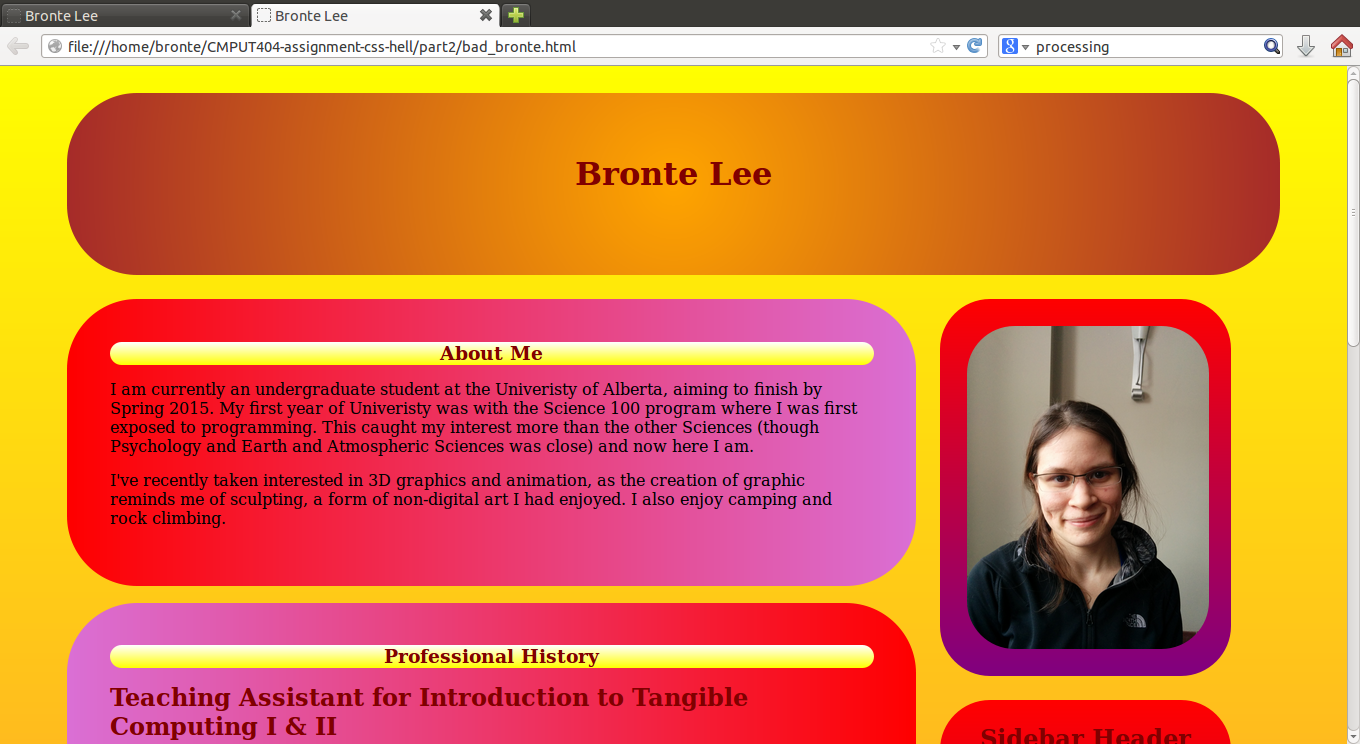 Bronte Lee
Bronte Lee
file:///home/bronte/CMPUT404-assignment-css-hell/part2/bad_bronte.html
8 processing
Bronte Lee
About Me
I am currently an undergraduate student at the Univeristy of Alberta, aiming to finish by
Spring 2015. My first year of Univeristy was with the Science 100 program where I was first
exposed to programming. This caught my interest more than the other Sciences (though
Psychology and Earth and Atmospheric Sciences was close) and now here I am.
I've recently taken interested in 3D graphics and animation, as the creation of graphic
reminds me of sculpting, a form of non-digital art I had enjoyed. I also enjoy camping and
rock climbing.
Professional History
Teaching Assistant for Introduction to Tangible
Computing I & II
Sidebar Header